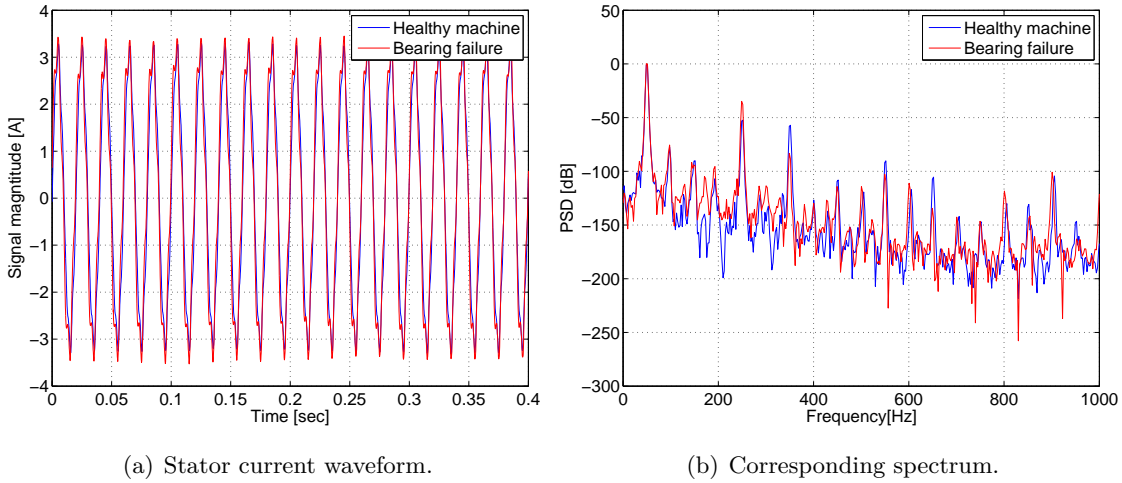 Healthy machine
Bearing failure
4
3
2
1
0
−1
−2
−3
−4
Signal magntitude [A]
0 0.05 0.1 0.15 0.2 0.25 0.3 0.35 0.4
Time [sec]
(a) Stator current waveform.
Healthy machine
Bearing failure
0
−50
−100
−150
−200
−250
−300
PSD [dB]
0 200 400 600 800 1000
Frequency[Hz]
(b) Corresponding spectrum.